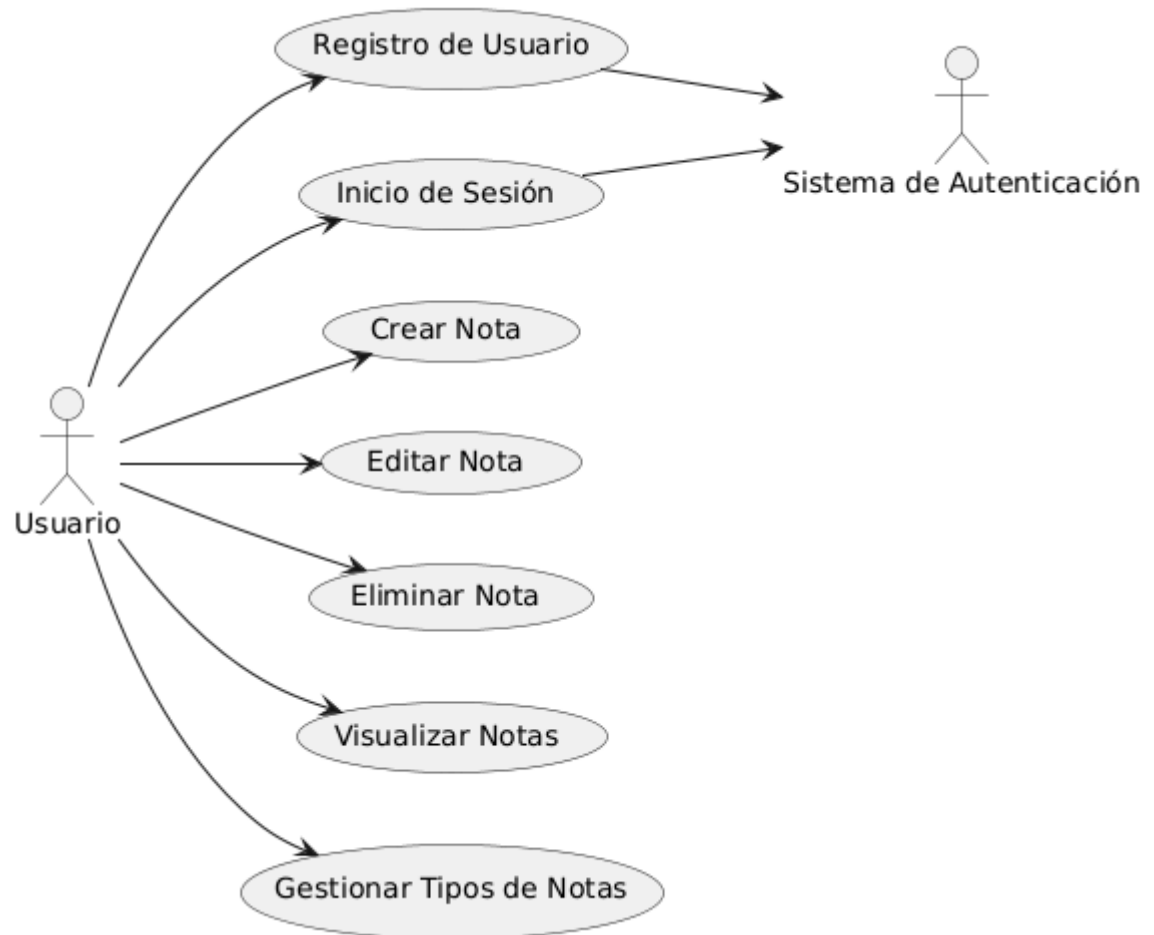 Registro de Usuario
Sistema de Autenticación
Inicio de Sesión
Crear Nota
Editar Nota
Usuario
Eliminar Nota
Visualizar Notas
Gestionar Tipos de Notas